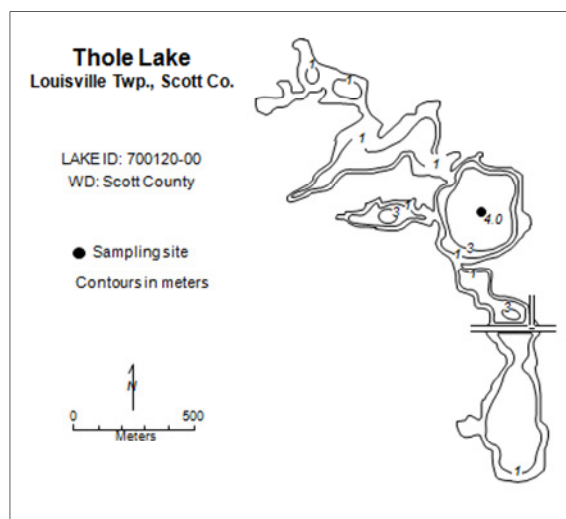 Thole Lake
Louisville Twp., Scott Co.
LAKE ID: 700120-00
WD: Scott County
Sampling site
Contours in meters
N
0 500
Meters
1
1
1
1
1
3
4.0
3
1
1
3
1